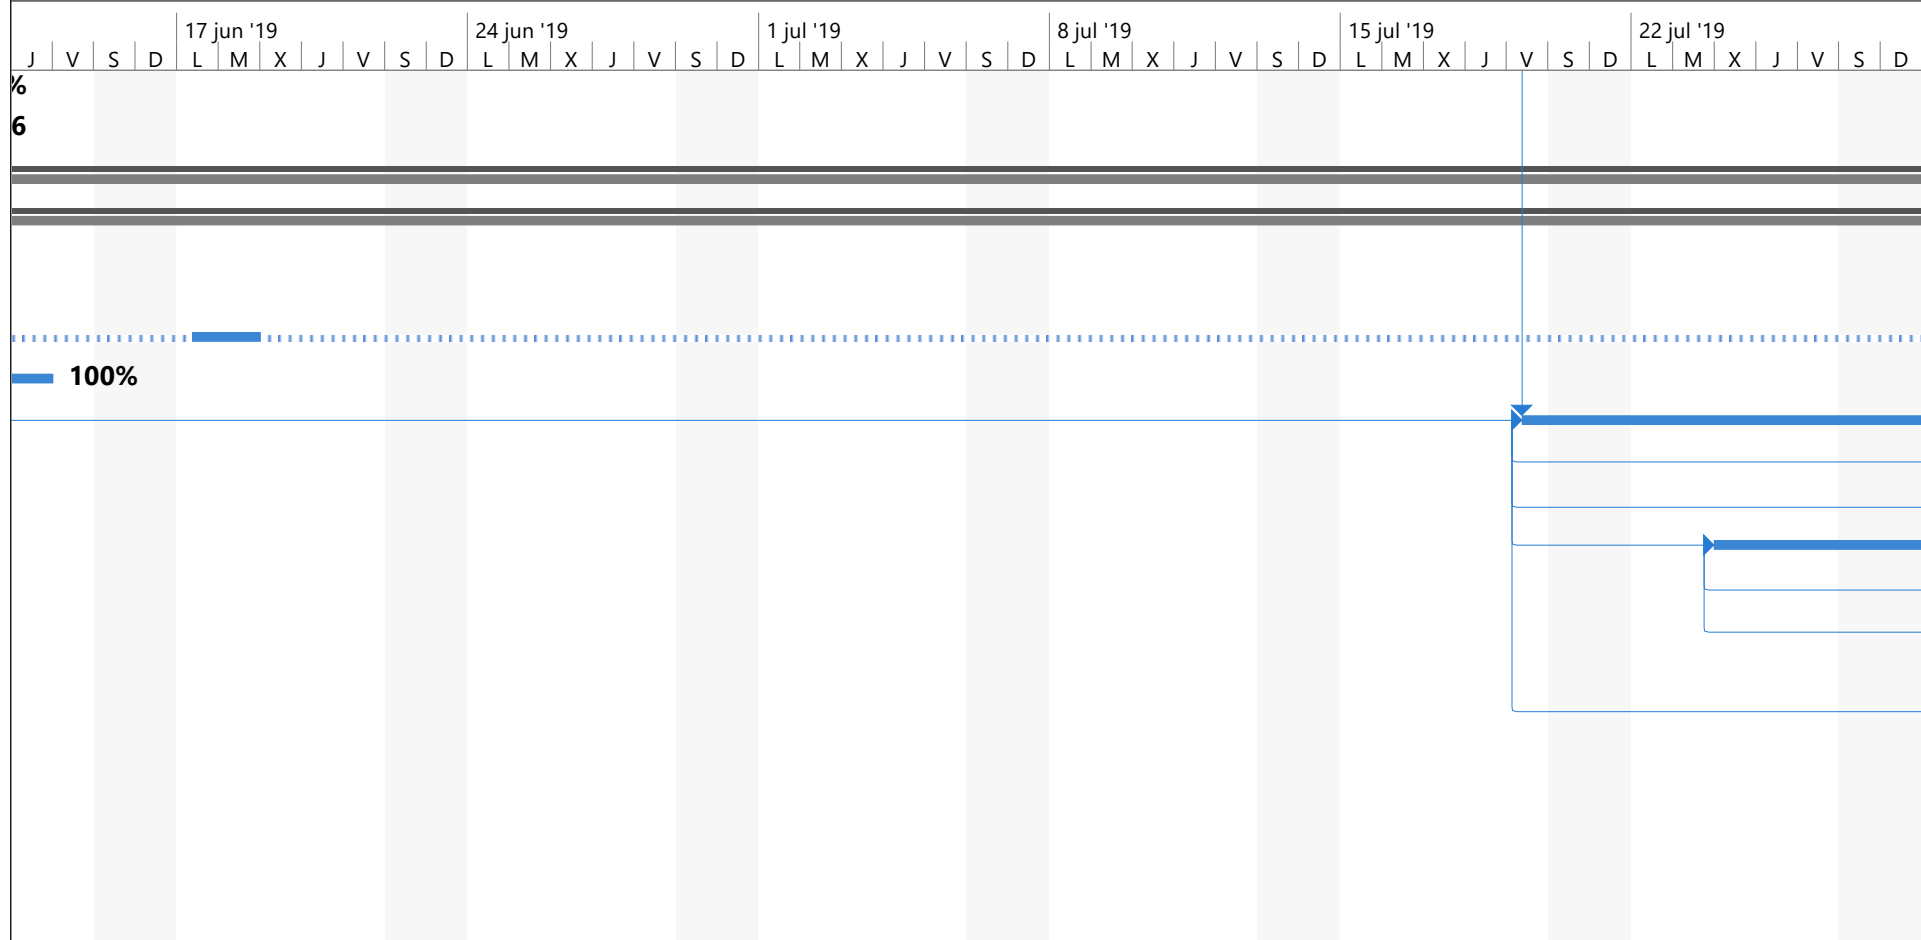 17 jun '19 24 jun '19 1 jul '19 8 jul '19 15 jul '19 22 jul '19
J V S D L M X J V S D L M X J V S D L M X J V S D L M X J V S D L M X J V S D L M X J V S D
%
6
100%